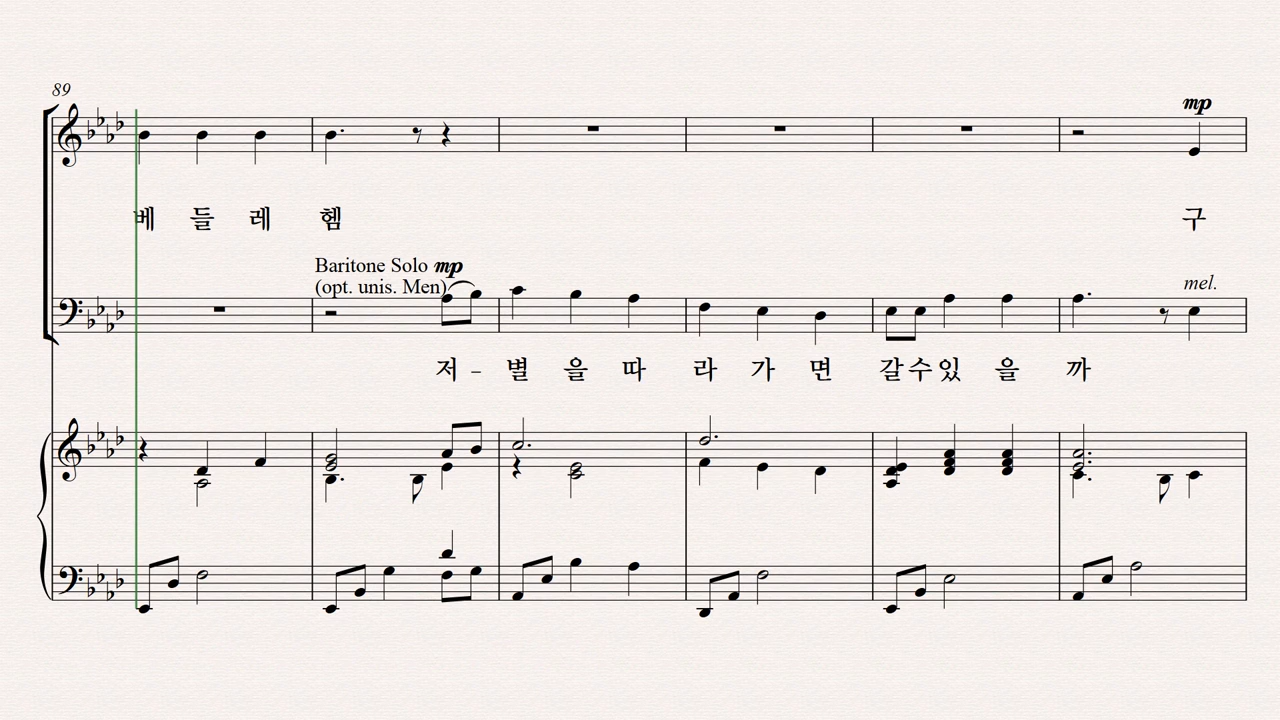 89
mp
베 들 레 헴 구
Baritone Solo mp
(opt. unis. Men)
mel.
저 - 별 을 따 라 가 면 갈 수 있 을 까